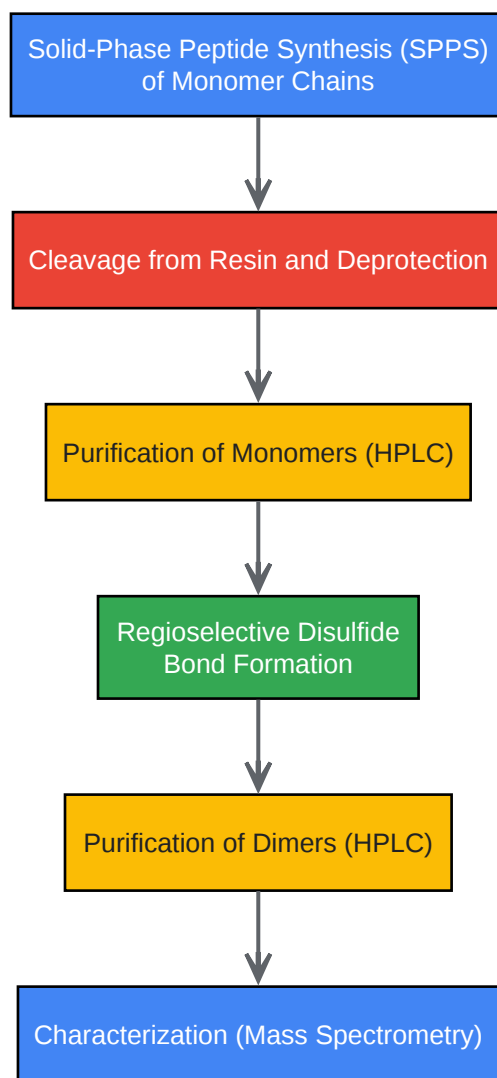 Solid-Phase Peptide Synthesis (SPPS)
of Monomer Chains
Cleavage from Resin and Deprotection
Purification of Monomers (HPLC)
Regioselective Disulfide
Bond Formation
Purification of Dimers (HPLC)
Characterization (Mass Spectrometry)